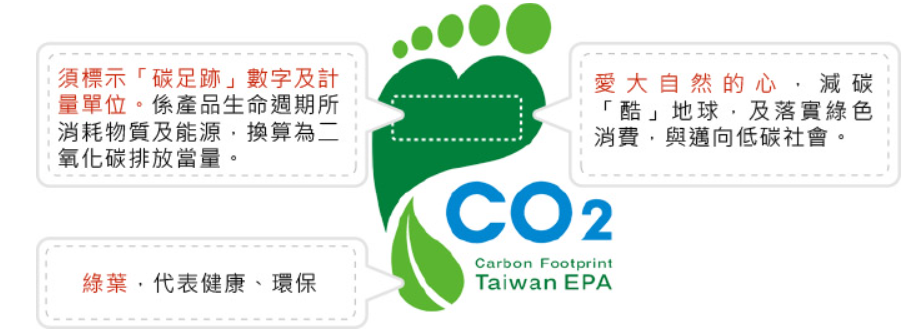 須標示「碳足跡」數字及計
量單位。係產品生命週期所
消耗物質及能源，換算為二
氧化碳排放當量。
愛大自然的心，減碳
「酷」地球，及落實綠色
消費，與邁向低碳社會。
CO2
Carbon Footprint
Taiwan EPA
綠葉，代表健康、環保